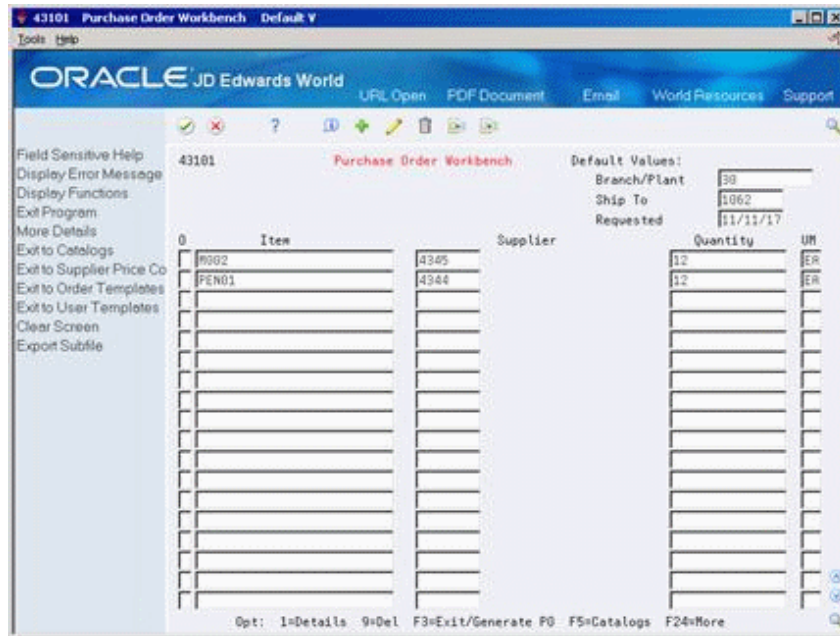 43101 Purchase Order Workbench Default V
Tools Help
ORACLE JD Edwards World
URL Open PDF Document Email World Resources Support
Field Sensitive Help
Display Error Message
Display Functions
Exit Program
More Details
Exit to Catalogs
Exit to Supplier Price Co
Exit to Order Templates
Exit to User Templates
Clear Screen
Export Subfile
43101 Purchase Order Workbench Default Values:
Branch/Plant 30
Ship To 1062
Requested 11/11/17
O Item Supplier Quantity UM
4345 12
PEN01 4344 12
Opt: 1=Details 9=Del F3=Exit/Generate PO F5=Catalogs F24=More